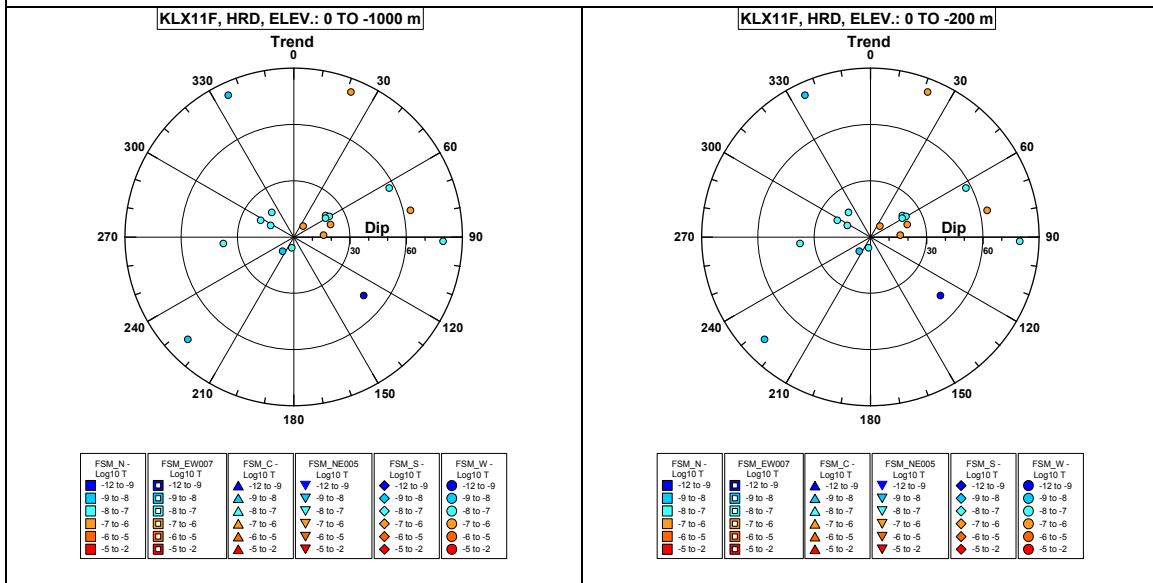 KLX11F, HRD, ELEV.: 0 TO -1000 m
Trend
0
330
30
300
60
Dip
270
30
60
90
240
120
210
150
180
FSM_N -
Log10 T
-12 to -9
-9 to -8
-8 to -7
-7 to -6
-6 to -5
-5 to -2
FSM_EW007
Log10 T
-12 to -9
-9 to -8
-8 to -7
-7 to -6
-6 to -5
-5 to -2
FSM_C -
Log10 T
-12 to -9
-9 to -8
-8 to -7
-7 to -6
-6 to -5
-5 to -2
FSM_NE005
Log10 T
-12 to -9
-9 to -8
-8 to -7
-7 to -6
-6 to -5
-5 to -2
FSM_S -
Log10 T
-12 to -9
-9 to -8
-8 to -7
-7 to -6
-6 to -5
-5 to -2
FSM_W -
Log10 T
-12 to -9
-9 to -8
-8 to -7
-7 to -6
-6 to -5
-5 to -2
KLX11F, HRD, ELEV.: 0 TO -200 m
Trend
0
330
30
300
60
Dip
270
30
60
90
240
120
210
150
180
FSM_N -
Log10 T
-12 to -9
-9 to -8
-8 to -7
-7 to -6
-6 to -5
-5 to -2
FSM_EW007
Log10 T
-12 to -9
-9 to -8
-8 to -7
-7 to -6
-6 to -5
-5 to -2
FSM_C -
Log10 T
-12 to -9
-9 to -8
-8 to -7
-7 to -6
-6 to -5
-5 to -2
FSM_NE005
Log10 T
-12 to -9
-9 to -8
-8 to -7
-7 to -6
-6 to -5
-5 to -2
FSM_S -
Log10 T
-12 to -9
-9 to -8
-8 to -7
-7 to -6
-6 to -5
-5 to -2
FSM_W -
Log10 T
-12 to -9
-9 to -8
-8 to -7
-7 to -6
-6 to -5
-5 to -2